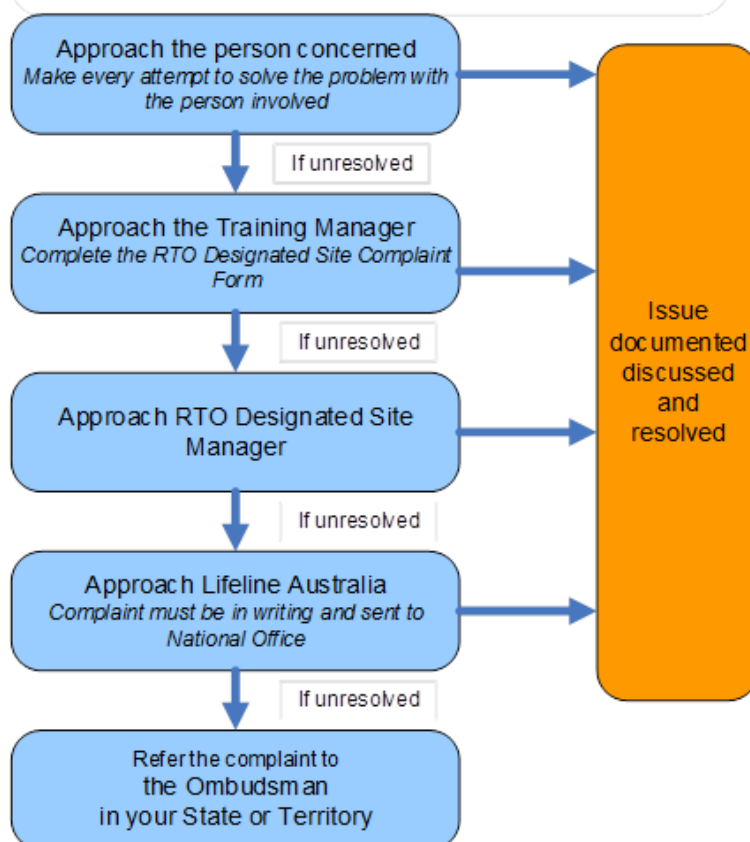 Approach the person concerned
Make every attempt to solve the problem with
the person involved
If unresolved
Approach the Training Manager
Complete the RTO Designated Site Complaint
Form
If unresolved
Approach RTO Designated Site
Manager
If unresolved
Approach Lifeline Australia
Complaint must be in writing and sent to
National Office
If unresolved
Refer the complaint to
the Ombudsman
in your State or Territory
Issue
documented
discussed
and
resolved